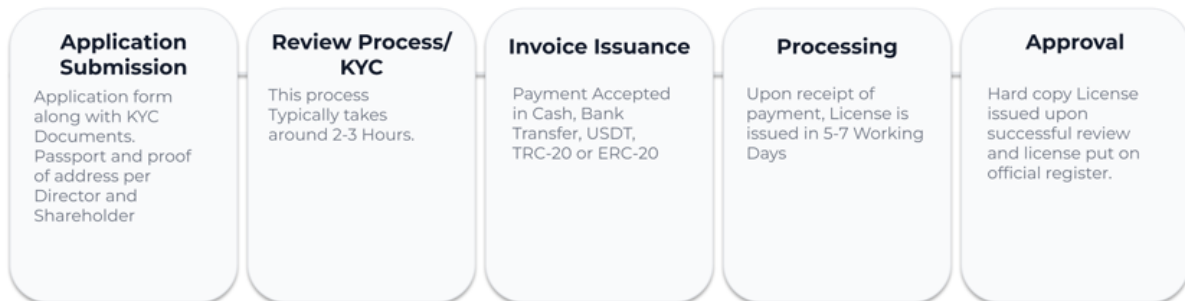 Application
Submission
Application form
along with KYC
Documents.
Passport and proof
of address per
Director and
Shareholder
Review Process/
KYC
This process
Typically takes
around 2-3 Hours.
Invoice Issuance
Payment Accepted
in Cash, Bank
Transfer, USDT,
TRC-20 or ERC-20
Processing
Upon receipt of
payment, License is
issued in 5-7 Working
Days
Approval
Hard copy License
issued upon
successful review
and license put on
official register.